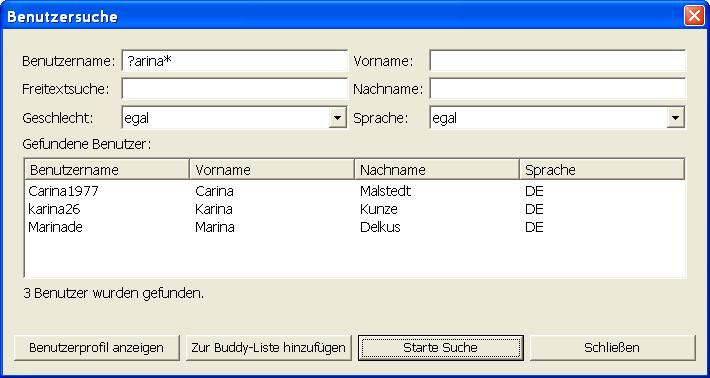 Benutzersuche
Benutzername: ?arina* Vorname:
Freitextsuche: Nachname:
Geschlecht: egal Sprache: egal
Gefundene Benutzer:
Benutzername Vorname Nachname Sprache
Carina1977 Carina Malstedt DE
karina26 Karina Kunze DE
Marinade Marina Delkus DE
3 Benutzer wurden gefunden.
Benutzerprofil anzeigen Zur Buddy-Liste hinzufügen Starte Suche Schließen